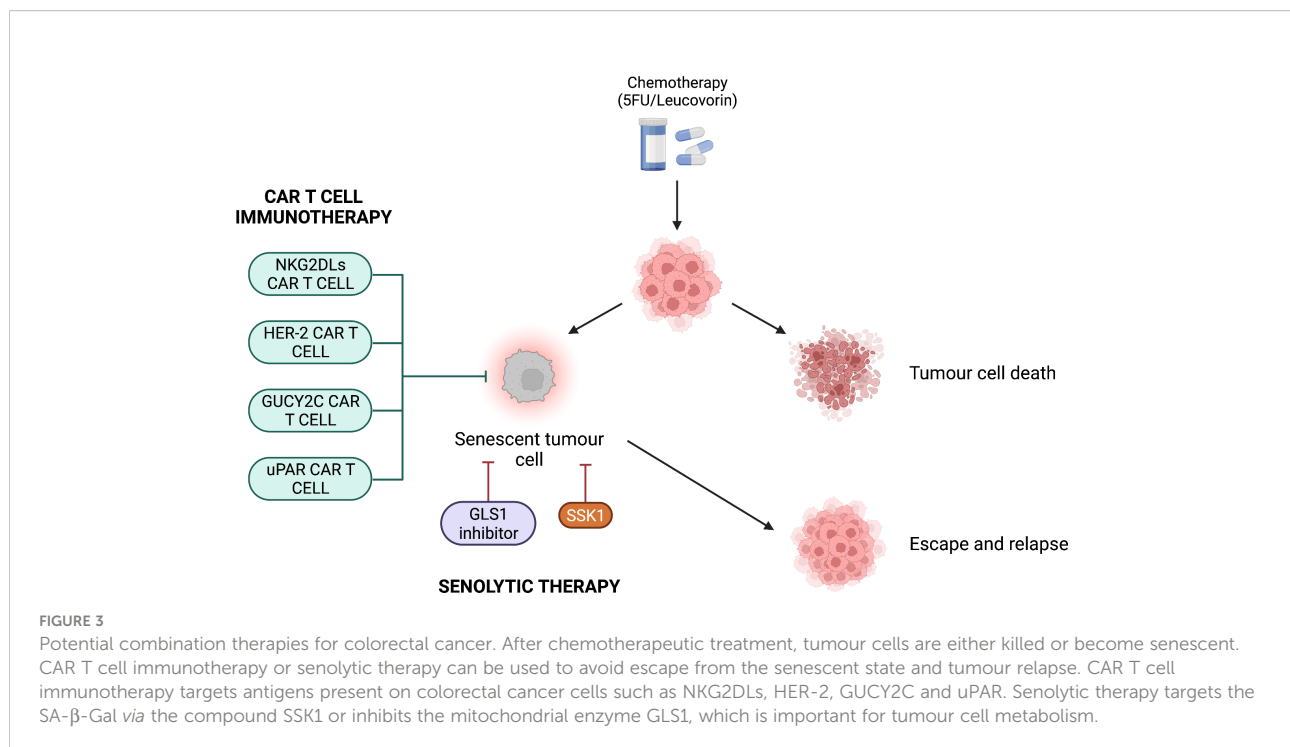 Chemotherapy
(5FU/Leucovorin)
CAR T CELL
IMMUNOTHERAPY
NKG2DLs
CAR T CELL
HER-2 CAR T
CELL
GUCY2C CAR
T CELL
uPAR CAR T
CELL
Tumour cell death
Senescent tumour
cell
GLS1
inhibitor
SSK1
Escape and relapse
SENOLYTIC THERAPY
FIGURE 3
Potential combination therapies for colorectal cancer. After chemotherapeutic treatment, tumour cells are either killed or become senescent.
CAR T cell immunotherapy or senolytic therapy can be used to avoid escape from the senescent state and tumour relapse. CAR T cell
immunotherapy targets antigens present on colorectal cancer cells such as NKG2DLs, HER-2, GUCY2C and uPAR. Senolytic therapy targets the
SA-β-Gal via the compound SSK1 or inhibits the mitochondrial enzyme GLS1, which is important for tumour cell metabolism.